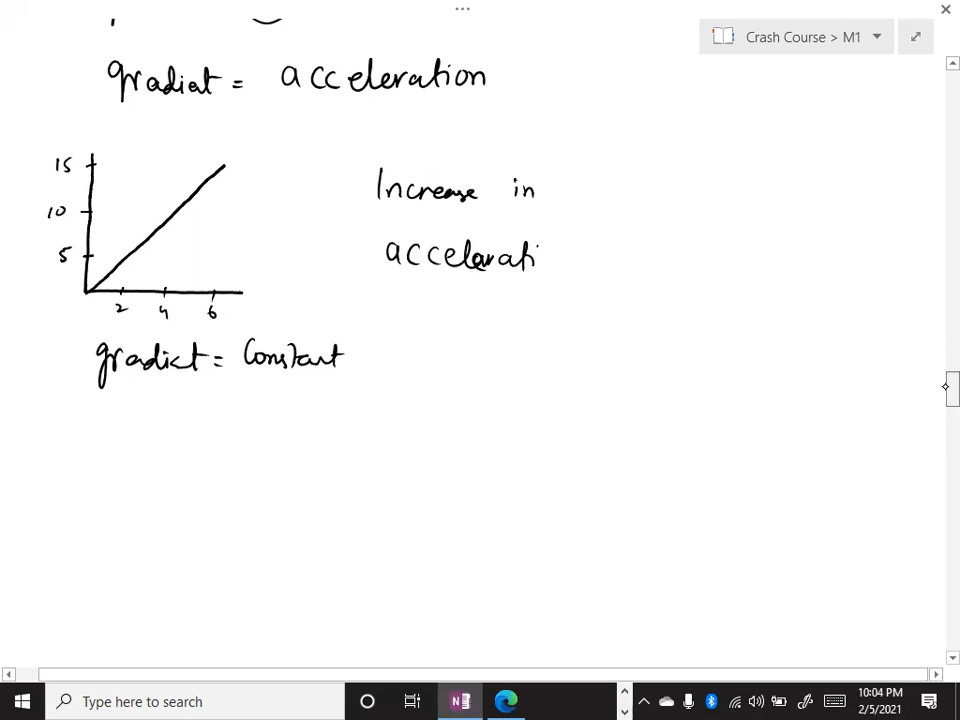 Crash Course > M1
gradiat = acceleration
15
10
5
2 4 6
Increase in
accelerati
gradict = Constant
Type here to search
10:04 PM
2/5/2021